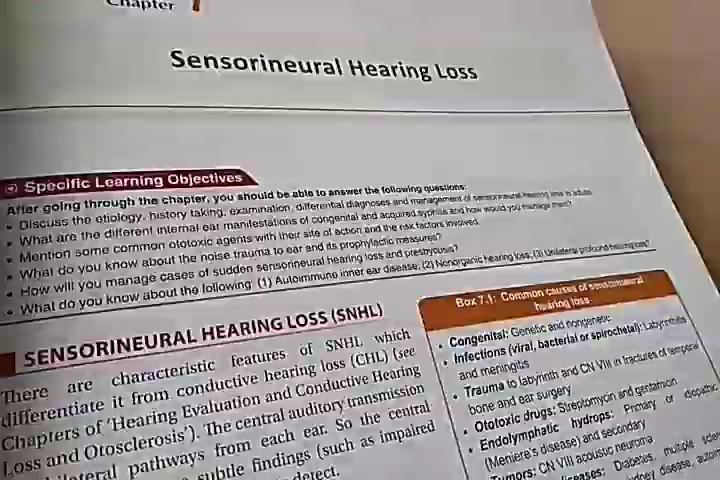 Chapter
Sensorineural Hearing Loss
Specific Learning Objectives
After going through the chapter, you should be able to answer the following questions:
• Discuss the etiology, history taking, examination, differential diagnoses and management of sensorineural hearing loss in adults
• What are the different internal ear manifestations of congenital and acquired syphilis and how would you manage them?
• Mention some common ototoxic agents with their site of action and the risk factors involved.
• What do you know about the noise trauma to ear and its prophylactic measures?
• How will you manage cases of sudden sensorineural hearing loss and presbycusis?
• What do you know about the following: (1) Autoimmune inner ear disease, (2) Nonorganic hearing loss, (3) Unilateral profound hearing loss?
SENSORINEURAL HEARING LOSS (SNHL)
There are characteristic features of SNHL which
differentiate it from conductive hearing loss (CHL) (see
Chapters of 'Hearing Evaluation and Conductive Hearing
Loss and Otosclerosis'). The central auditory transmission
pathways from each ear. So the central
subtle findings (such as impaired
detect.
Box 7.1: Common causes of sensorineural
hearing loss
• Congenital: Genetic and nongenetic
• Infections (viral, bacterial or spirochetal): Labyrinthitis
and meningitis
• Trauma to labyrinth and CN VIII in fractures of temporal
bone and ear surgery
• Ototoxic drugs: Streptomycin and gentamicin
• Endolymphatic hydrops: Primary or idiopathic
(Meniere's disease) and secondary
Tumors: CN VIII acoustic neuroma
diseases: Diabetes, multiple
kidney disease,